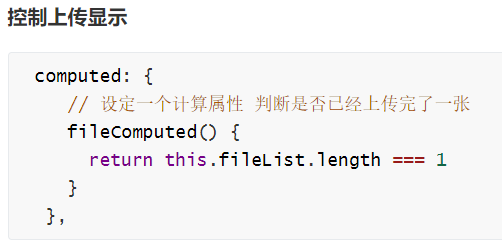 控制上传显示
computed: {
// 设定一个计算属性 判断是否已经上传完了一张
fileComputed() {
return this.fileList.length === 1
}
},